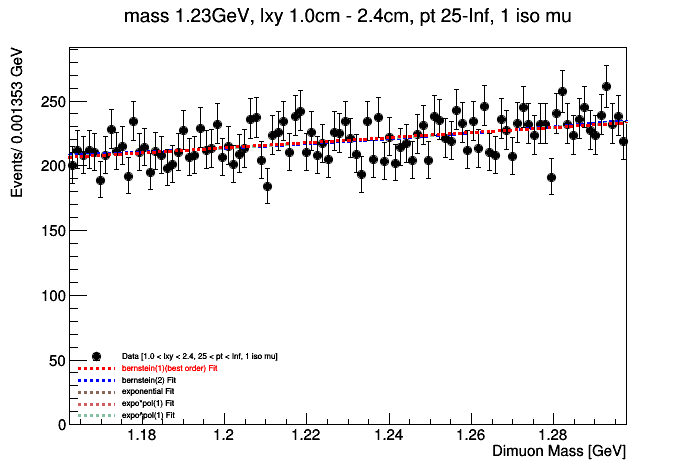 mass 1.23GeV, lxy 1.0cm - 2.4cm, pt 25-Inf, 1 iso mu
Events/ 0.001353 GeV
250
200
150
100
50
0
Data [1.0 < lxy < 2.4, 25 < pt < Inf, 1 iso mu]
bernstein(1)(best order) Fit
bernstein(2) Fit
exponential Fit
expo*pol(1) Fit
expo*pol(1) Fit
1.18
1.2
1.22
1.24
1.26
1.28
Dimuon Mass [GeV]